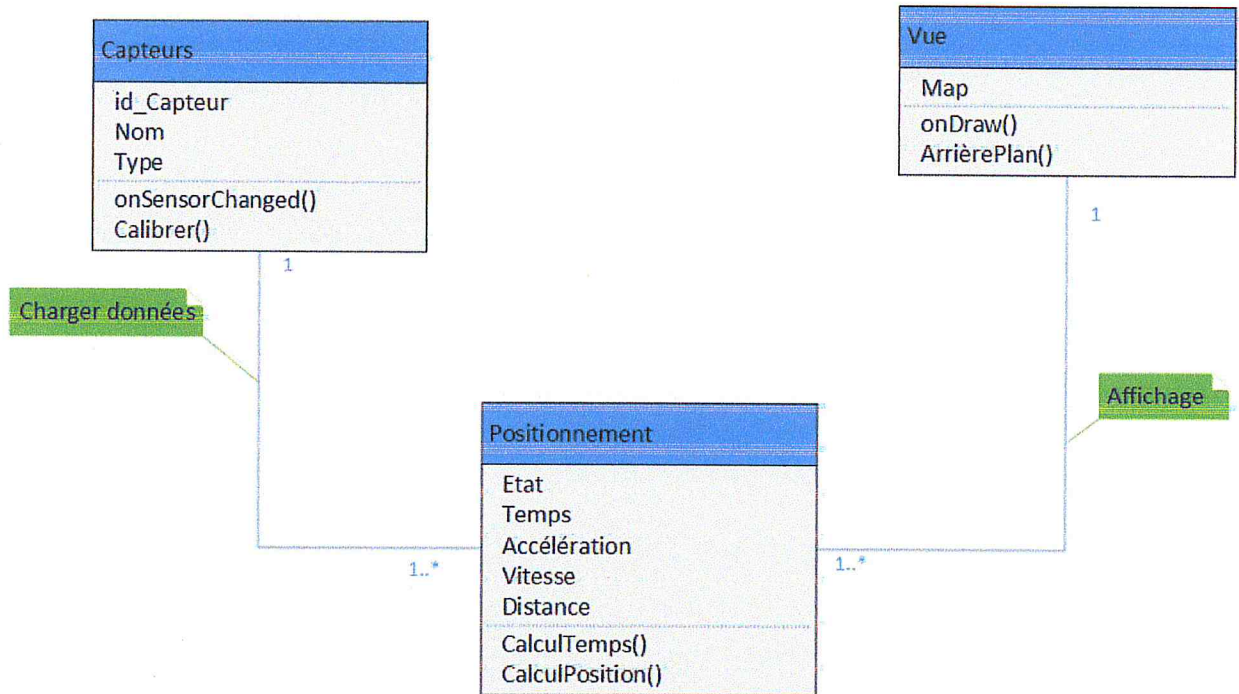 Capteurs
id_Capteur
Nom
Type
onSensorChanged()
Calibrer()
1
Vue
Map
onDraw()
ArrièrePlan()
1
Charger données
Affichage
Positionnement
Etat
Temps
Accélération
Vitesse
Distance
CalculTemps()
CalculPosition()
1..*
1..*